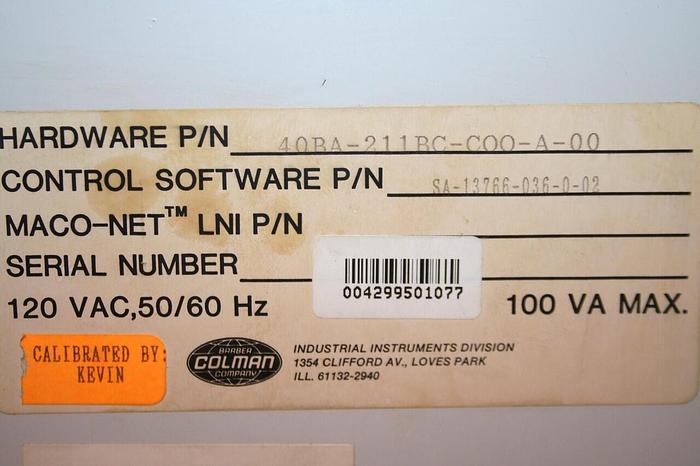 HARDWARE P/N 40BA-211BC-COO-A-00
CONTROL SOFTWARE P/N SA-13766-036-0-02
MACO-NET™ LNI P/N
SERIAL NUMBER
004299501077
120 VAC,50/60 Hz 100 VA MAX.
CALIBRATED BY:
KEVIN
BARBER
COLMAN
COMPANY
INDUSTRIAL INSTRUMENTS DIVISION
1354 CLIFFORD AV., LOVES PARK
ILL. 61132-2940